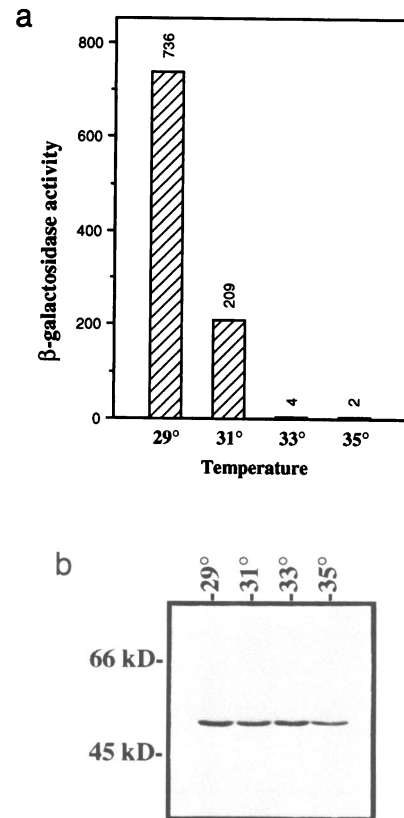 a
β-galactosidase activity
800
600
400
200
0
736
209
4
2
29° 31° 33° 35°
Temperature
b
-29° -31° -33° -35°
66 kD-
45 kD-